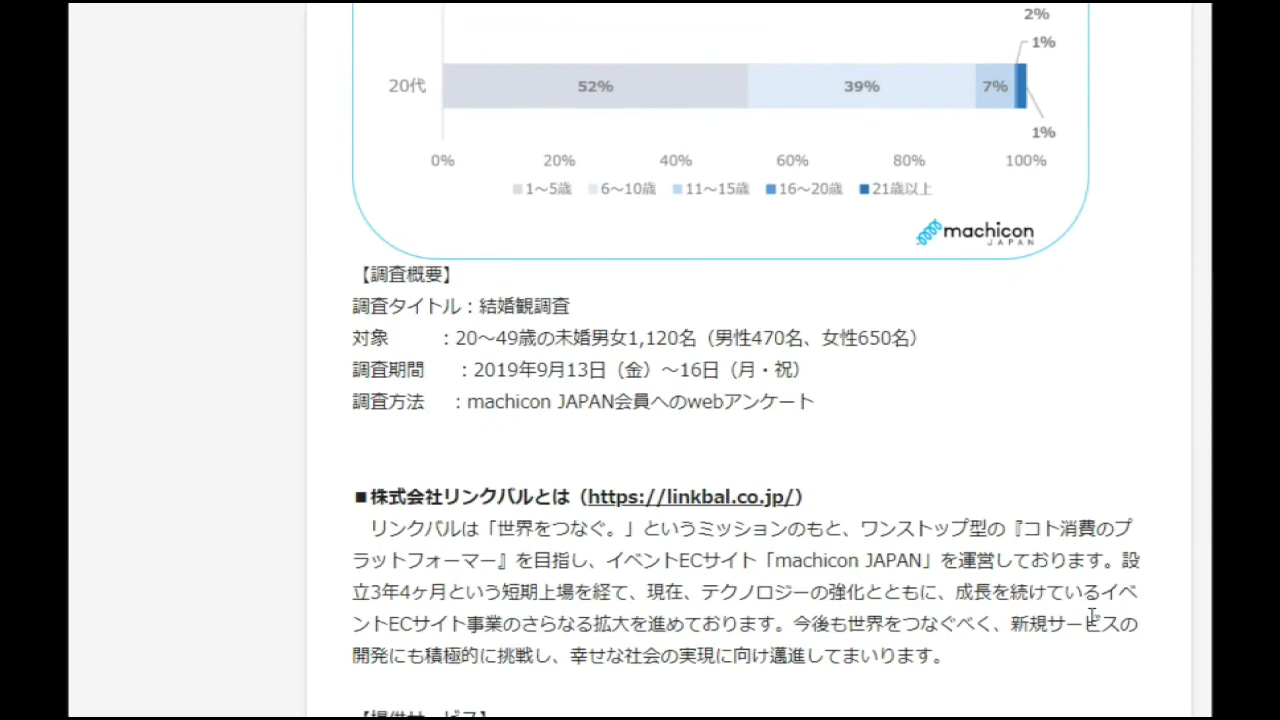 2%
1%
20代 52% 39% 7%
1%
0% 20% 40% 60% 80% 100%
1～5歳 6～10歳 11～15歳 16～20歳 21歳以上
machicon
JAPAN
【調査概要】
調査タイトル：結婚観調査
対象　　　：20～49歳の未婚男女1,120名（男性470名、女性650名）
調査期間　　：2019年9月13日（金）～16日（月・祝）
調査方法　　：machicon JAPAN会員へのwebアンケート
■株式会社リンクバルとは（https://linkbal.co.jp/）
リンクバルは「世界をつなぐ。」というミッションのもと、ワンストップ型の『コト消費のプ
ラットフォーマー』を目指し、イベントECサイト「machicon JAPAN」を運営しております。設
立3年4ヶ月という短期上場を経て、現在、テクノロジーの強化とともに、成長を続けているイベ
ントECサイト事業のさらなる拡大を進めております。今後も世界をつなぐべく、新規サービスの
開発にも積極的に挑戦し、幸せな社会の実現に向け邁進してまいります。
【提供サービス】